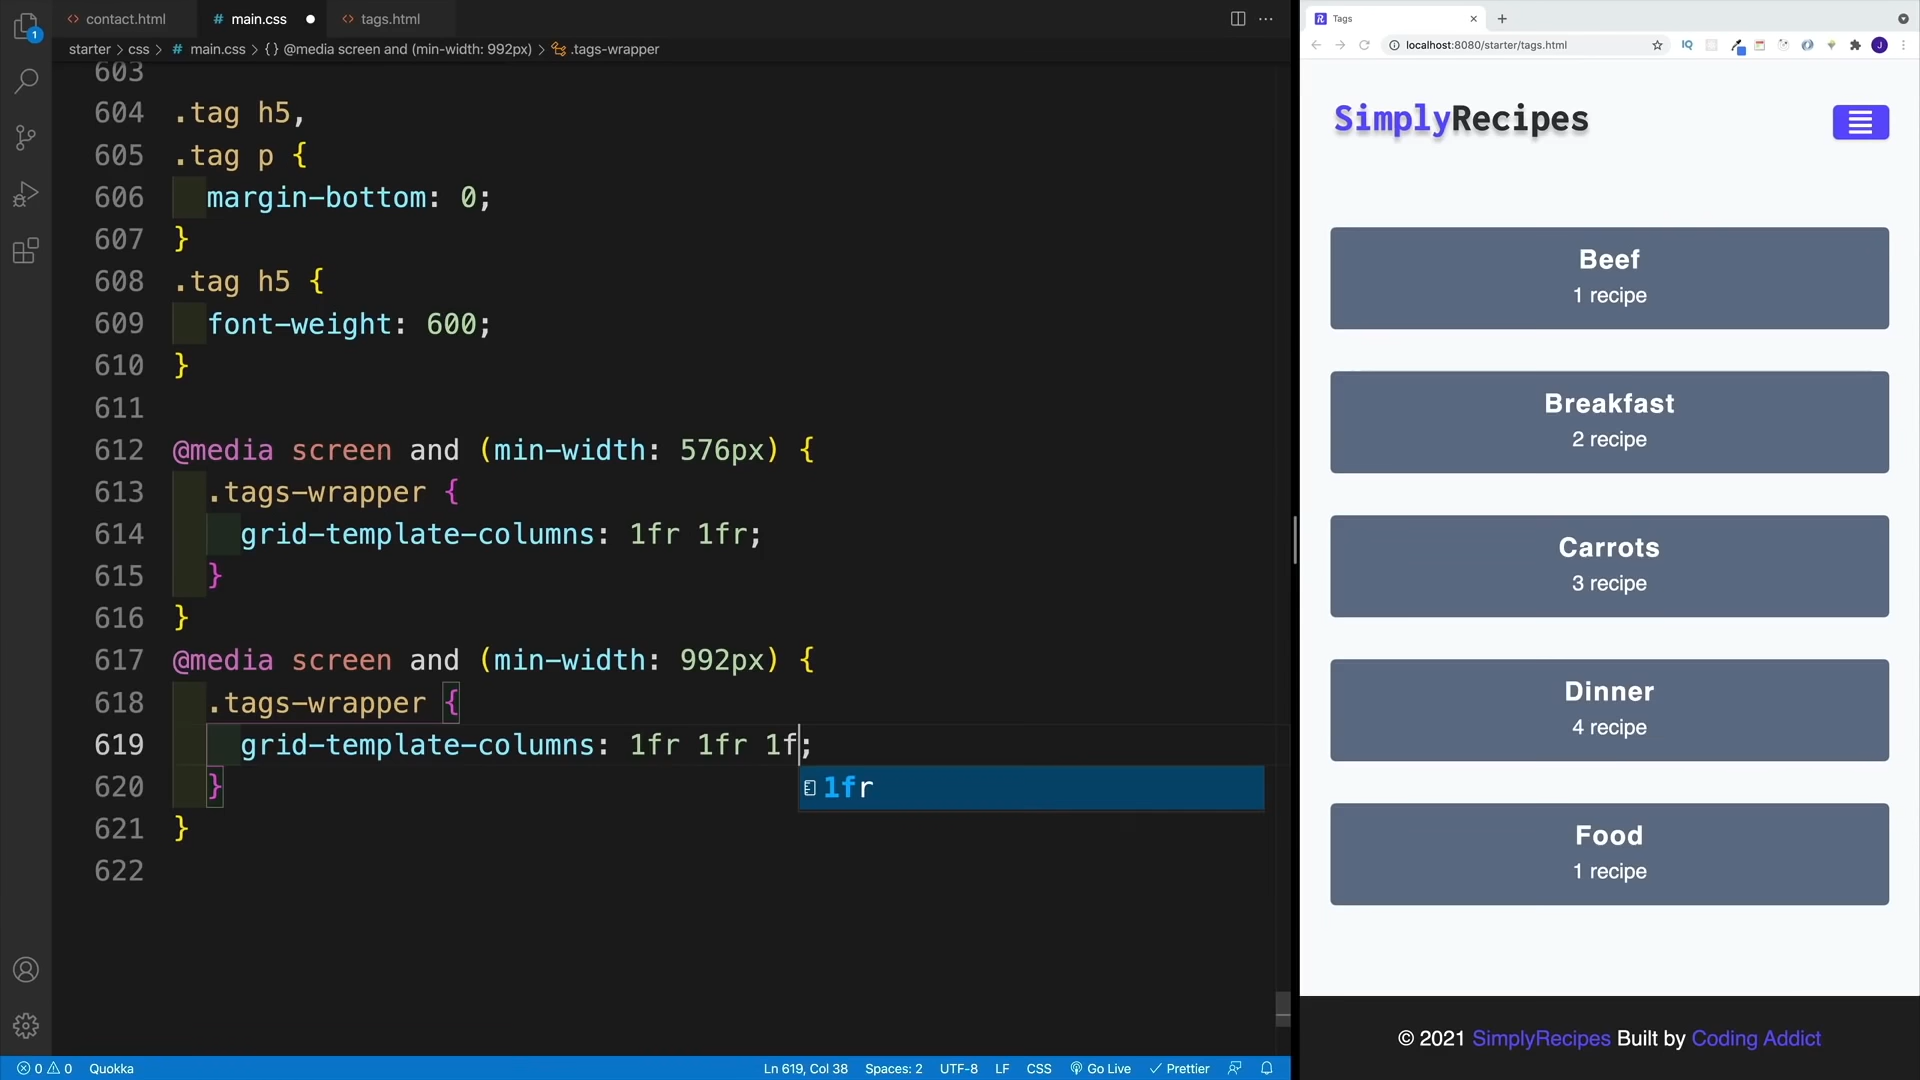 contact.html
main.css
tags.html
Tags
localhost:8080/starter/tags.html
starter > css > # main.css > {} @media screen and (min-width: 992px) > .tags-wrapper
603
604 .tag h5,
605 .tag p {
606 margin-bottom: 0;
607 }
608 .tag h5 {
609 font-weight: 600;
610 }
611
612 @media screen and (min-width: 576px) {
613 .tags-wrapper {
614 grid-template-columns: 1fr 1fr;
615 }
616 }
617 @media screen and (min-width: 992px) {
618 .tags-wrapper {
619 grid-template-columns: 1fr 1fr 1f;
1fr
620 }
621 }
622
SimplyRecipes
Beef
1 recipe
Breakfast
2 recipe
Carrots
3 recipe
Dinner
4 recipe
Food
1 recipe
© 2021 SimplyRecipes Built by Coding Addict
0 0 Quokka
Ln 619, Col 38 Spaces: 2 UTF-8 LF CSS Go Live Prettier
1
IQ
J